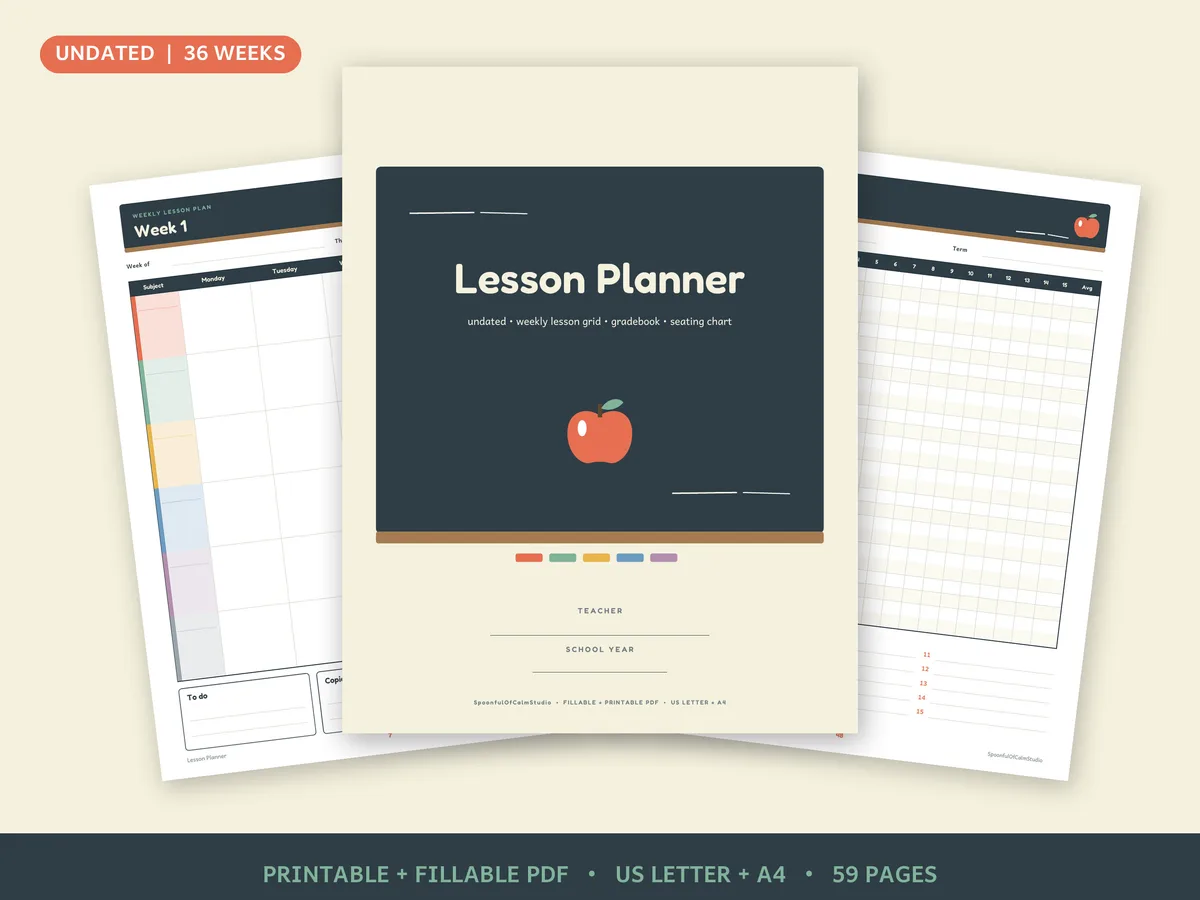 UNDATED | 36 WEEKS
WEEKLY LESSON PLAN
Week 1
Week of
Subject Monday Tuesday
To do
Lesson Planner
Lesson Planner
undated • weekly lesson grid • gradebook • seating chart
TEACHER
SCHOOL YEAR
SpoonfulOfCalmStudio • FILLABLE + PRINTABLE PDF • US LETTER + A4
Term
5 6 7 8 9 10 11 12 13 14 15 Avg
11
12
13
14
15
SpoonfulOfCalmStudio
PRINTABLE + FILLABLE PDF • US LETTER + A4 • 59 PAGES